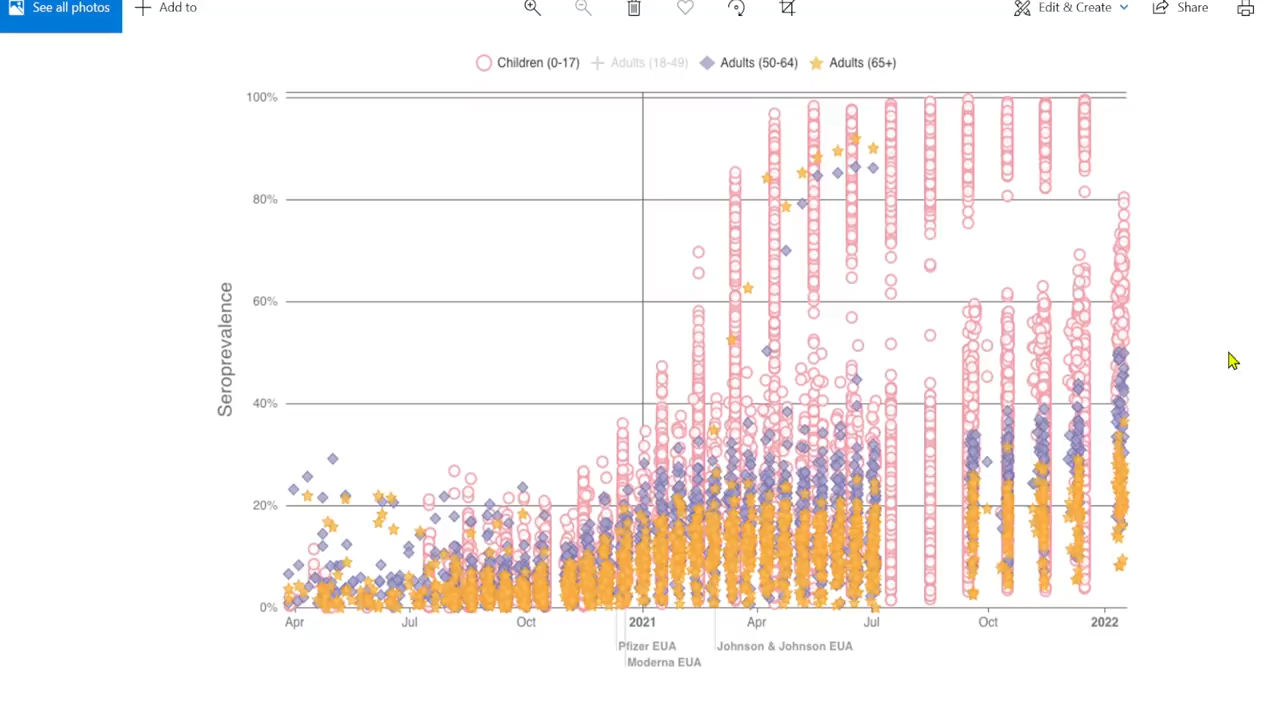 See all photos
Add to
Edit & Create
Share
Children (0-17)
Adults (18-49)
Adults (50-64)
Adults (65+)
100%
80%
60%
40%
20%
0%
Seroprevalence
Apr
Jul
Oct
2021
Apr
Jul
Oct
2022
Pfizer EUA
Johnson & Johnson EUA
Moderna EUA